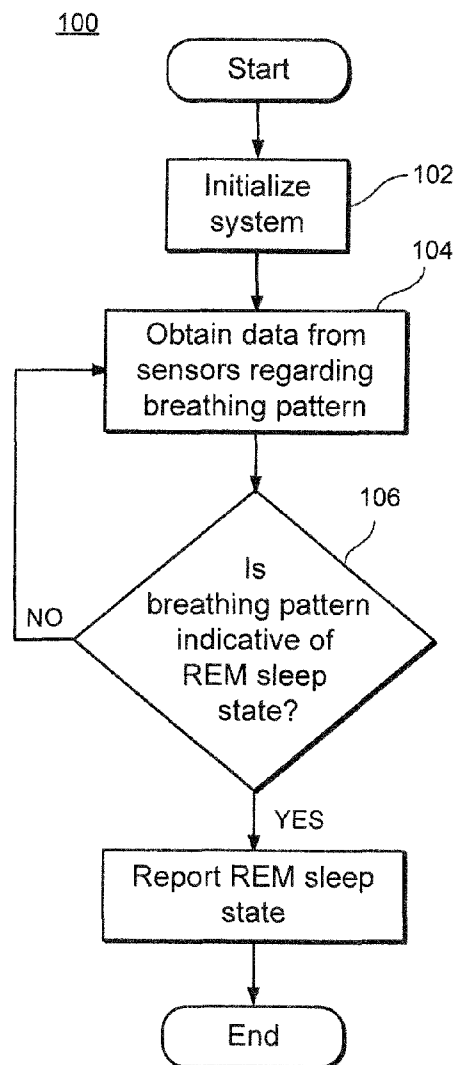 100
Start
Initialize
system
102
104
Obtain data from
sensors regarding
breathing pattern
106
Is
breathing pattern
indicative of
REM sleep
state?
NO
YES
Report REM sleep
state
End